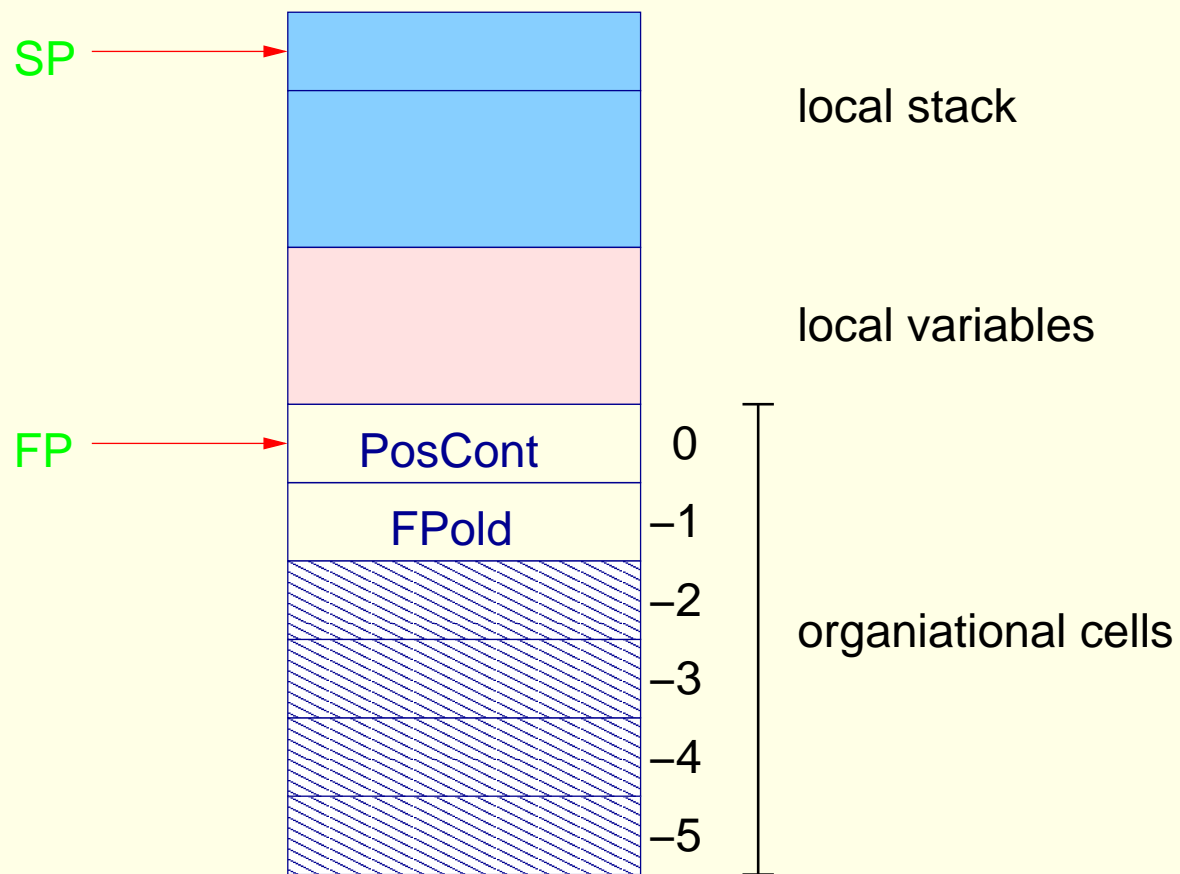 SP
local stack
local variables
FP
PosCont
0
FPold
–1
–2
organiational cells
–3
–4
–5